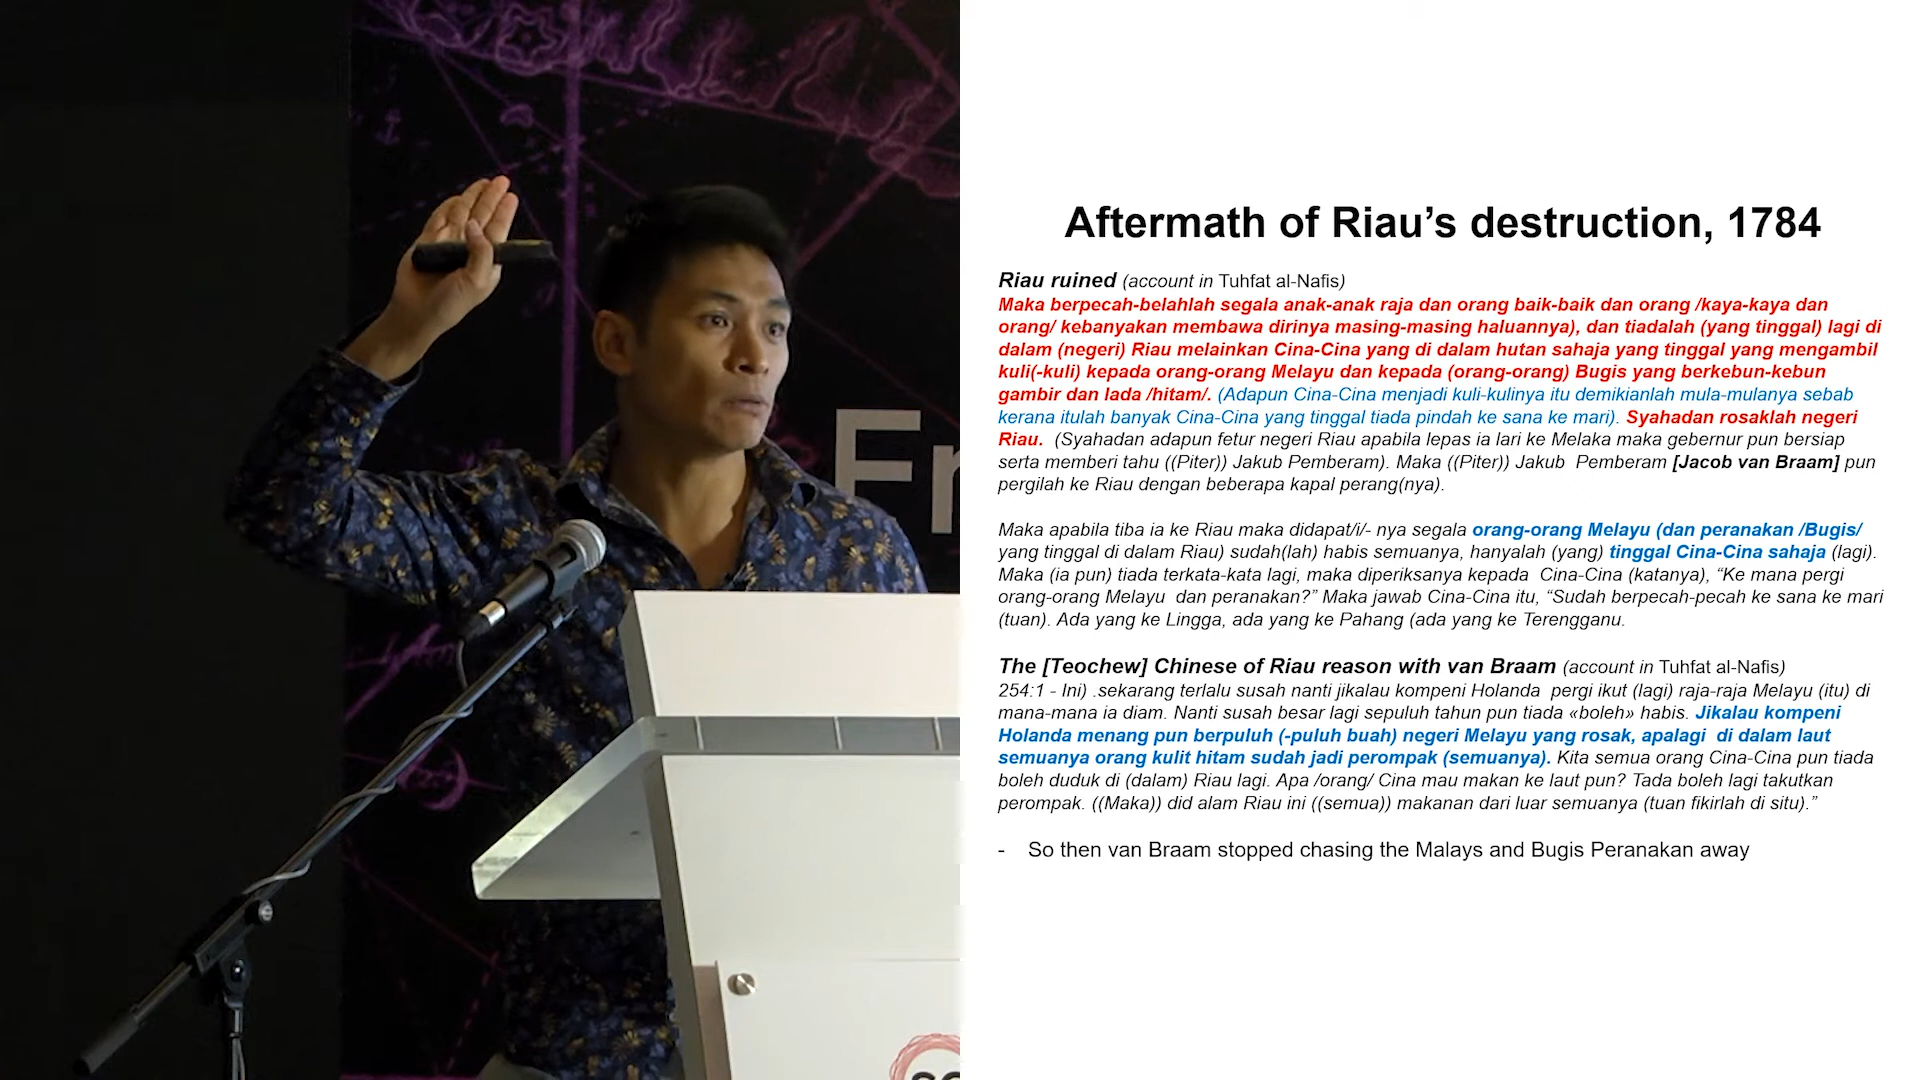 Fr
Aftermath of Riau’s destruction, 1784
Riau ruined (account in Tuhfat al-Nafis)
Maka berpecah-belahlah segala anak-anak raja dan orang baik-baik dan orang /kaya-kaya dan
orang/ kebanyakan membawa dirinya masing-masing haluannya), dan tiadalah (yang tinggal) lagi di
dalam (negeri) Riau melainkan Cina-Cina yang di dalam hutan sahaja yang tinggal yang mengambil
kuli(-kuli) kepada orang-orang Melayu dan kepada (orang-orang) Bugis yang berkebun-kebun
gambir dan lada /hitam/. (Adapun Cina-Cina menjadi kuli-kulinya itu demikianlah mula-mulanya sebab
kerana itulah banyak Cina-Cina yang tinggal tiada pindah ke sana ke mari). Syahadan rosaklah negeri
Riau. (Syahadan adapun fetur negeri Riau apabila lepas ia lari ke Melaka maka gebernur pun bersiap
serta memberi tahu ((Piter)) Jakub Pemberam). Maka ((Piter)) Jakub Pemberam [Jacob van Braam] pun
pergilah ke Riau dengan beberapa kapal perang(nya).
Maka apabila tiba ia ke Riau maka didapat/i/- nya segala orang-orang Melayu (dan peranakan /Bugis/
yang tinggal di dalam Riau) sudah(lah) habis semuanya, hanyalah (yang) tinggal Cina-Cina sahaja (lagi).
Maka (ia pun) tiada terkata-kata lagi, maka diperiksanya kepada Cina-Cina (katanya), “Ke mana pergi
orang-orang Melayu dan peranakan?” Maka jawab Cina-Cina itu, “Sudah berpecah-pecah ke sana ke mari
(tuan). Ada yang ke Lingga, ada yang ke Pahang (ada yang ke Terengganu.
The [Teochew] Chinese of Riau reason with van Braam (account in Tuhfat al-Nafis)
254:1 - Ini) .sekarang terlalu susah nanti jikalau kompeni Holanda pergi ikut (lagi) raja-raja Melayu (itu) di
mana-mana ia diam. Nanti susah besar lagi sepuluh tahun pun tiada «boleh» habis. Jikalau kompeni
Holanda menang pun berpuluh (-puluh buah) negeri Melayu yang rosak, apalagi di dalam laut
semuanya orang kulit hitam sudah jadi perompak (semuanya). Kita semua orang Cina-Cina pun tiada
boleh duduk di (dalam) Riau lagi. Apa /orang/ Cina mau makan ke laut pun? Tada boleh lagi takutkan
perompak. ((Maka)) did alam Riau ini ((semua)) makanan dari luar semuanya (tuan fikirlah di situ).”
- So then van Braam stopped chasing the Malays and Bugis Peranakan away